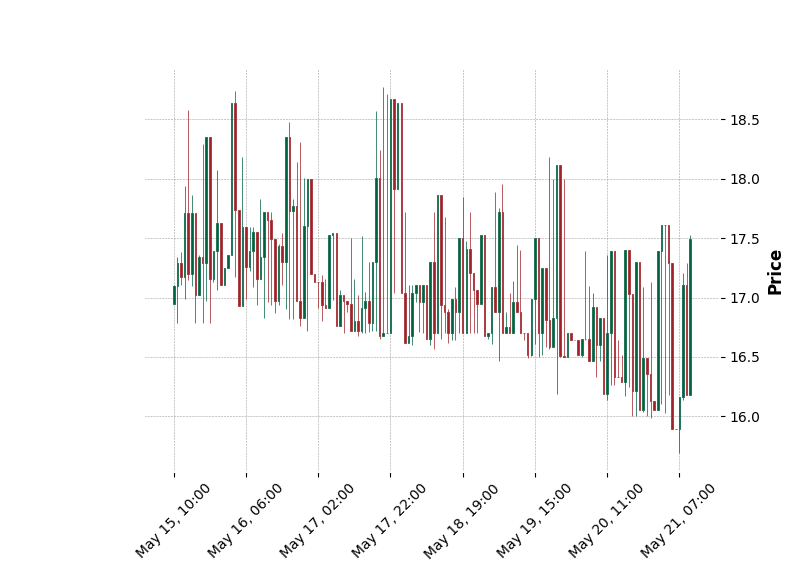 18.5
18.0
17.5
17.0
16.5
16.0
Price
May 15, 10:00
May 16, 06:00
May 17, 02:00
May 17, 22:00
May 18, 19:00
May 19, 15:00
May 20, 11:00
May 21, 07:00